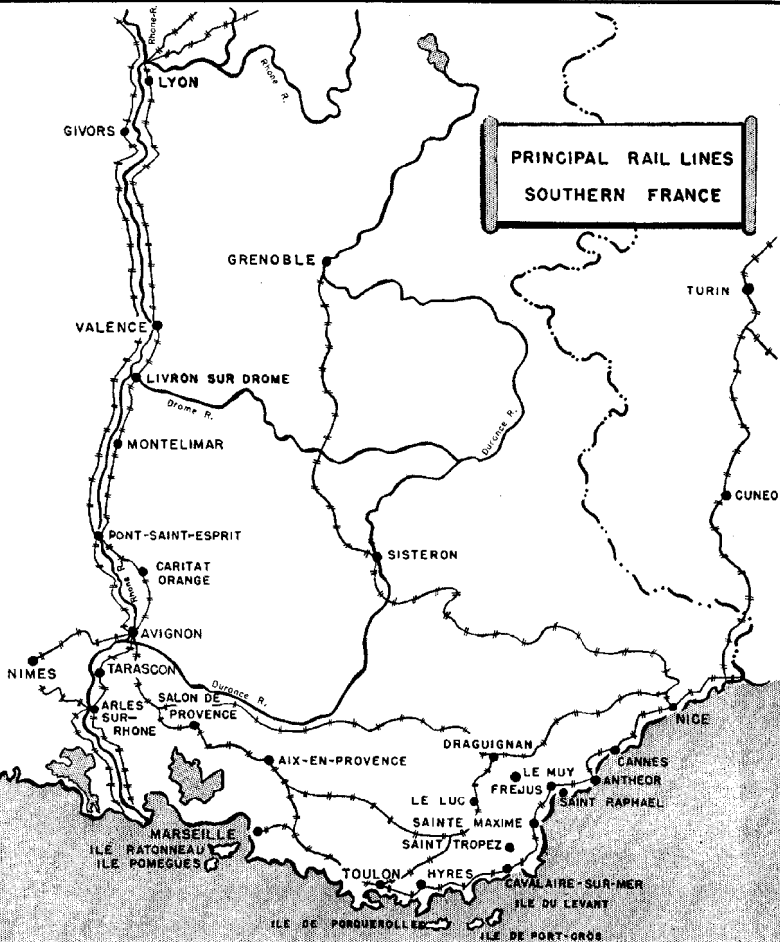 Rhone-R.
LYON
Rhone R.
GIVORS
PRINCIPAL RAIL LINES
SOUTHERN FRANCE
GRENOBLE
TURIN
VALENCE
LIVRON SUR DROME
Drome R.
Durance R.
MONTELIMAR
CUNEO
PONT-SAINT-ESPRIT
SISTERON
CARITAT
ORANGE
Rhone R.
AVIGNON
NIMES
TARASCON
Durance R.
SALON DE
PROVENCE
ARLES
SUR-
RHONE
NICE
DRAGUIGNAN
CANNES
AIX-EN-PROVENCE
LE MUY
ANTHEOR
FREJUS
SAINT RAPHAEL
LE LUC
SAINTE MAXIME
MARSEILLE
SAINT TROPEZ
ILE RATONNEAU
ILE POMEGUES
TOULON
HYRES
CAVALAIRE-SUR-MER
ILE DU LEVANT
ILE DE PORQUEROLLES
ILE DE PORT-CROS